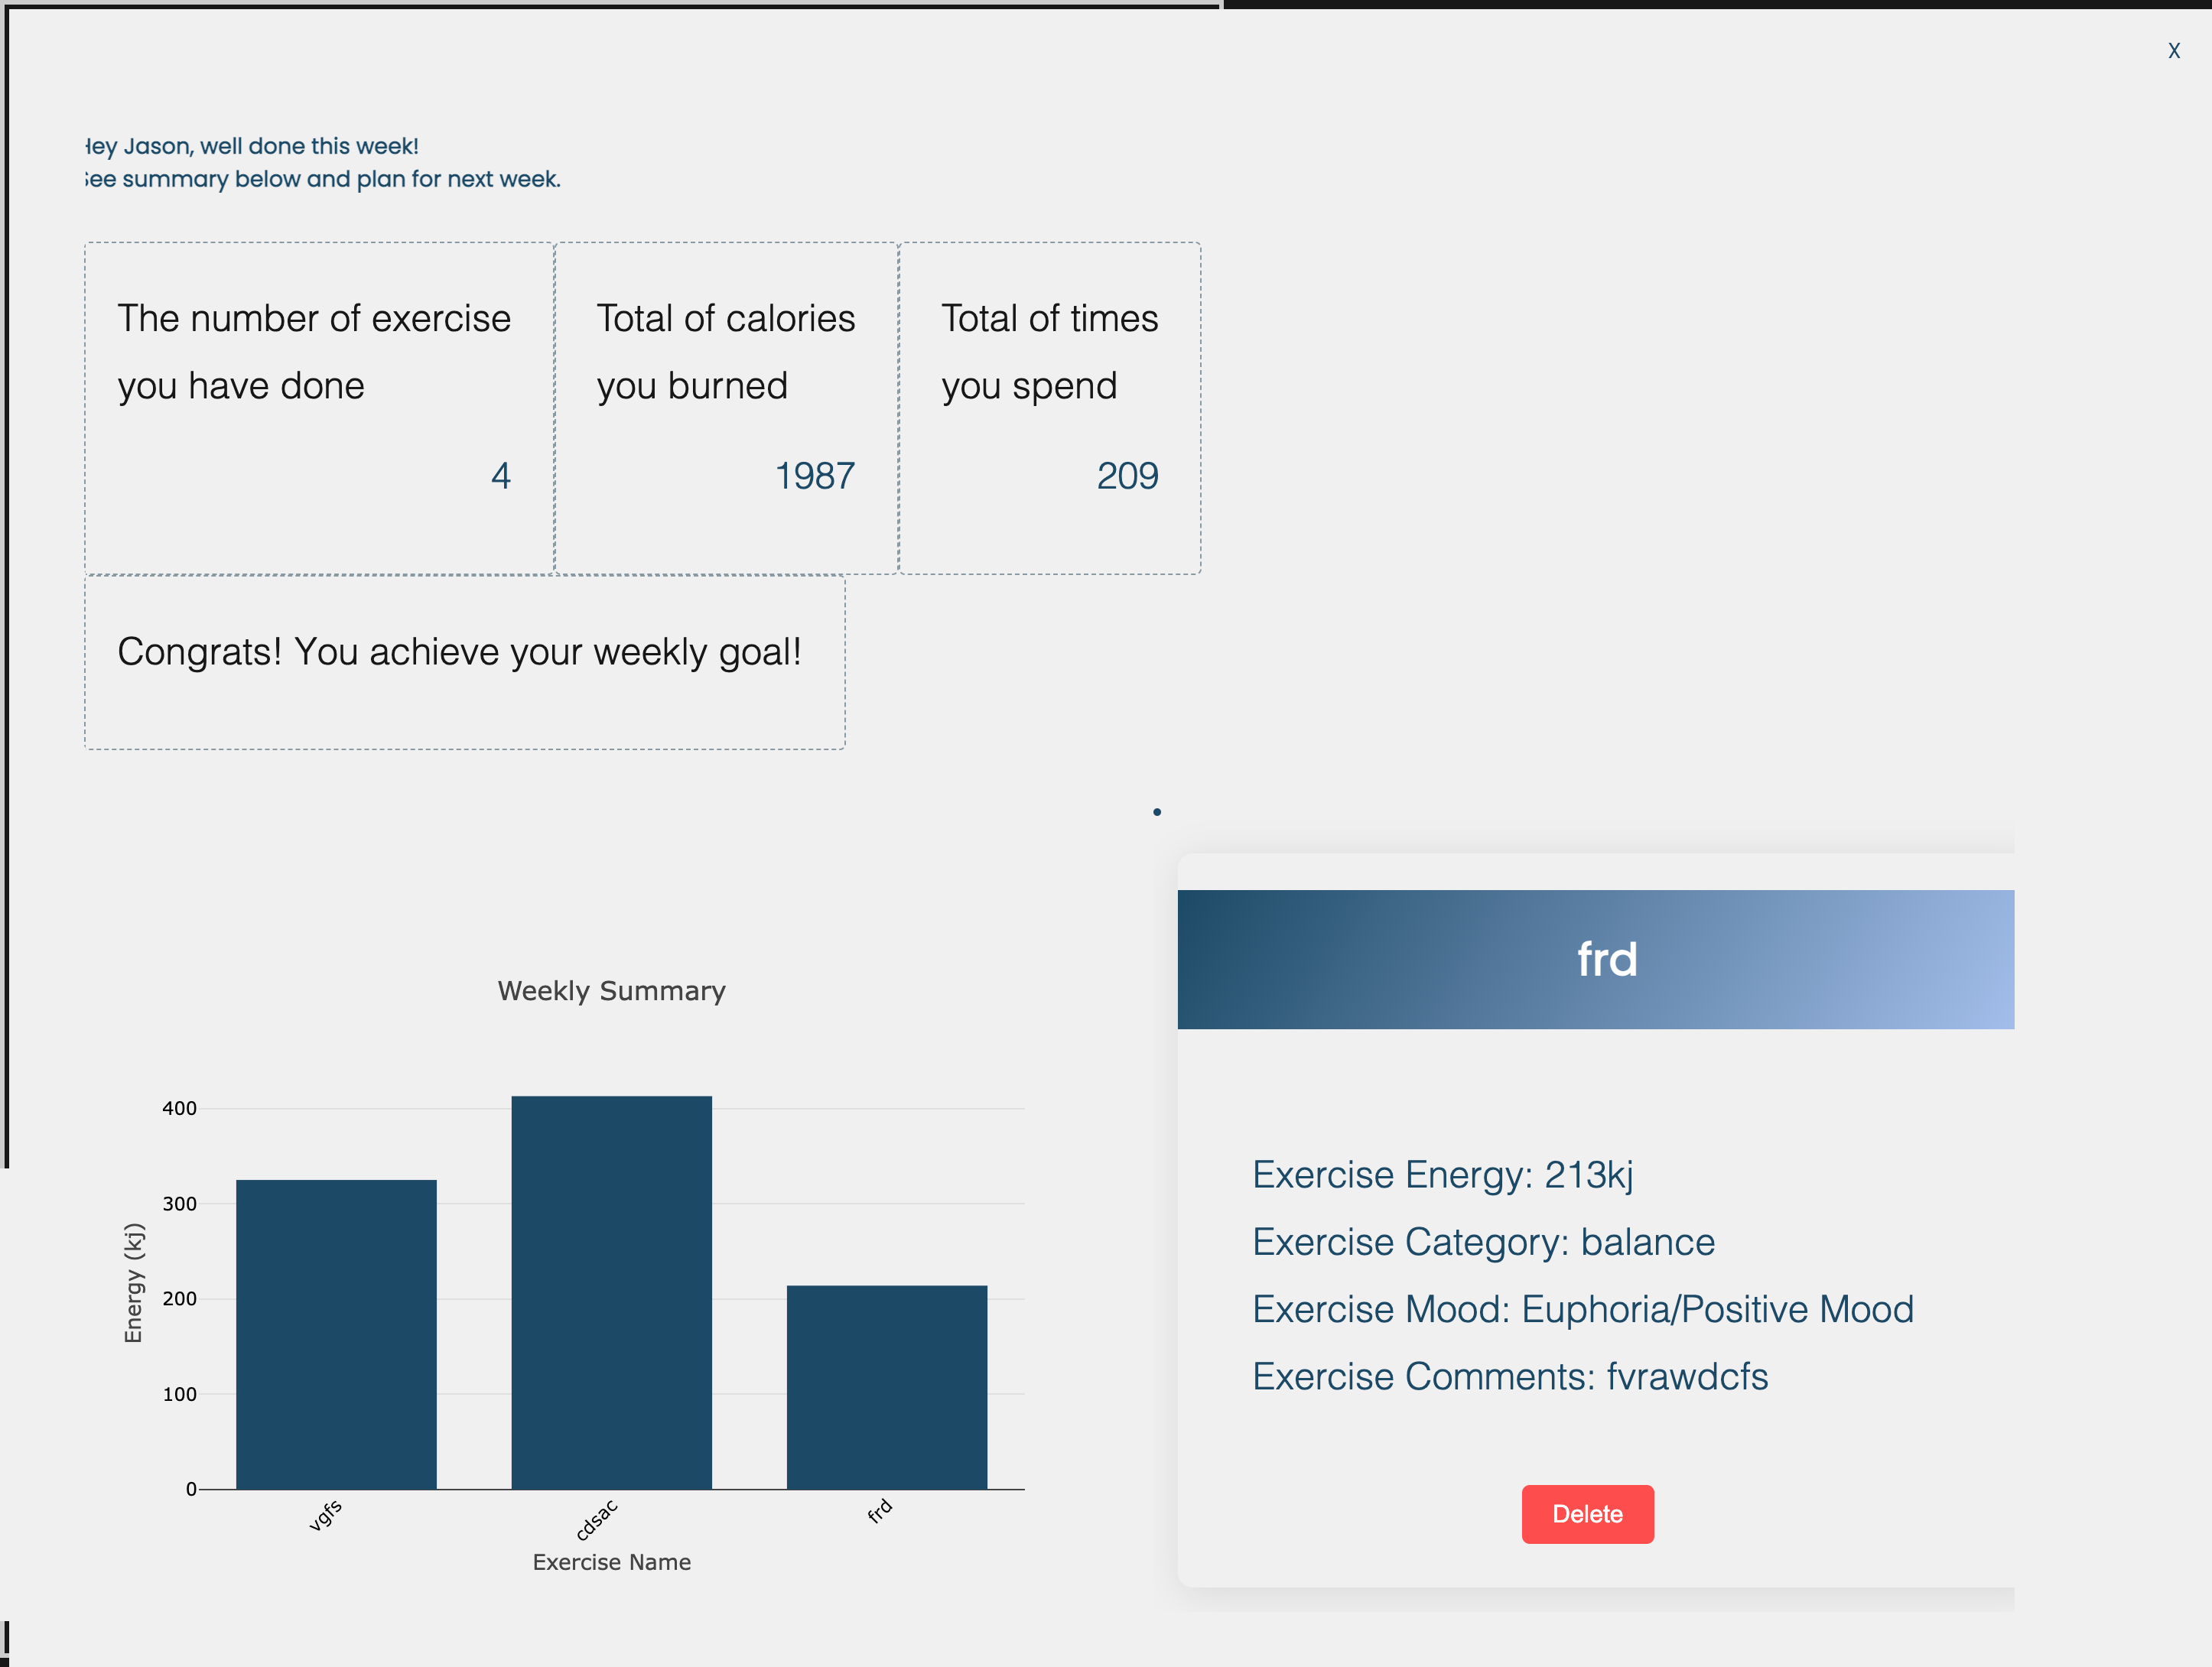 X
Hey Jason, well done this week!
See summary below and plan for next week.
The number of exercise
you have done
4
Total of calories
you burned
1987
Total of times
you spend
209
Congrats! You achieve your weekly goal!
Weekly Summary
400
300
200
100
0
Energy (kj)
vgfs
cdsac
frd
Exercise Name
frd
Exercise Energy: 213kj
Exercise Category: balance
Exercise Mood: Euphoria/Positive Mood
Exercise Comments: fvrawdcfs
Delete